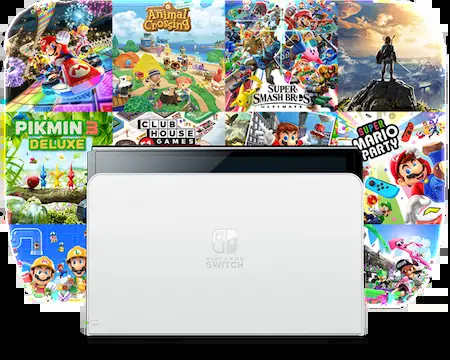 Animal
Crossing
SUPER
SMASH BROS
ULTIMATE
PIKMIN 3
DELUXE
CLUB
HOUSE
GAMES
SUPER
MARIO
PARTY
NINTENDO
SWITCH